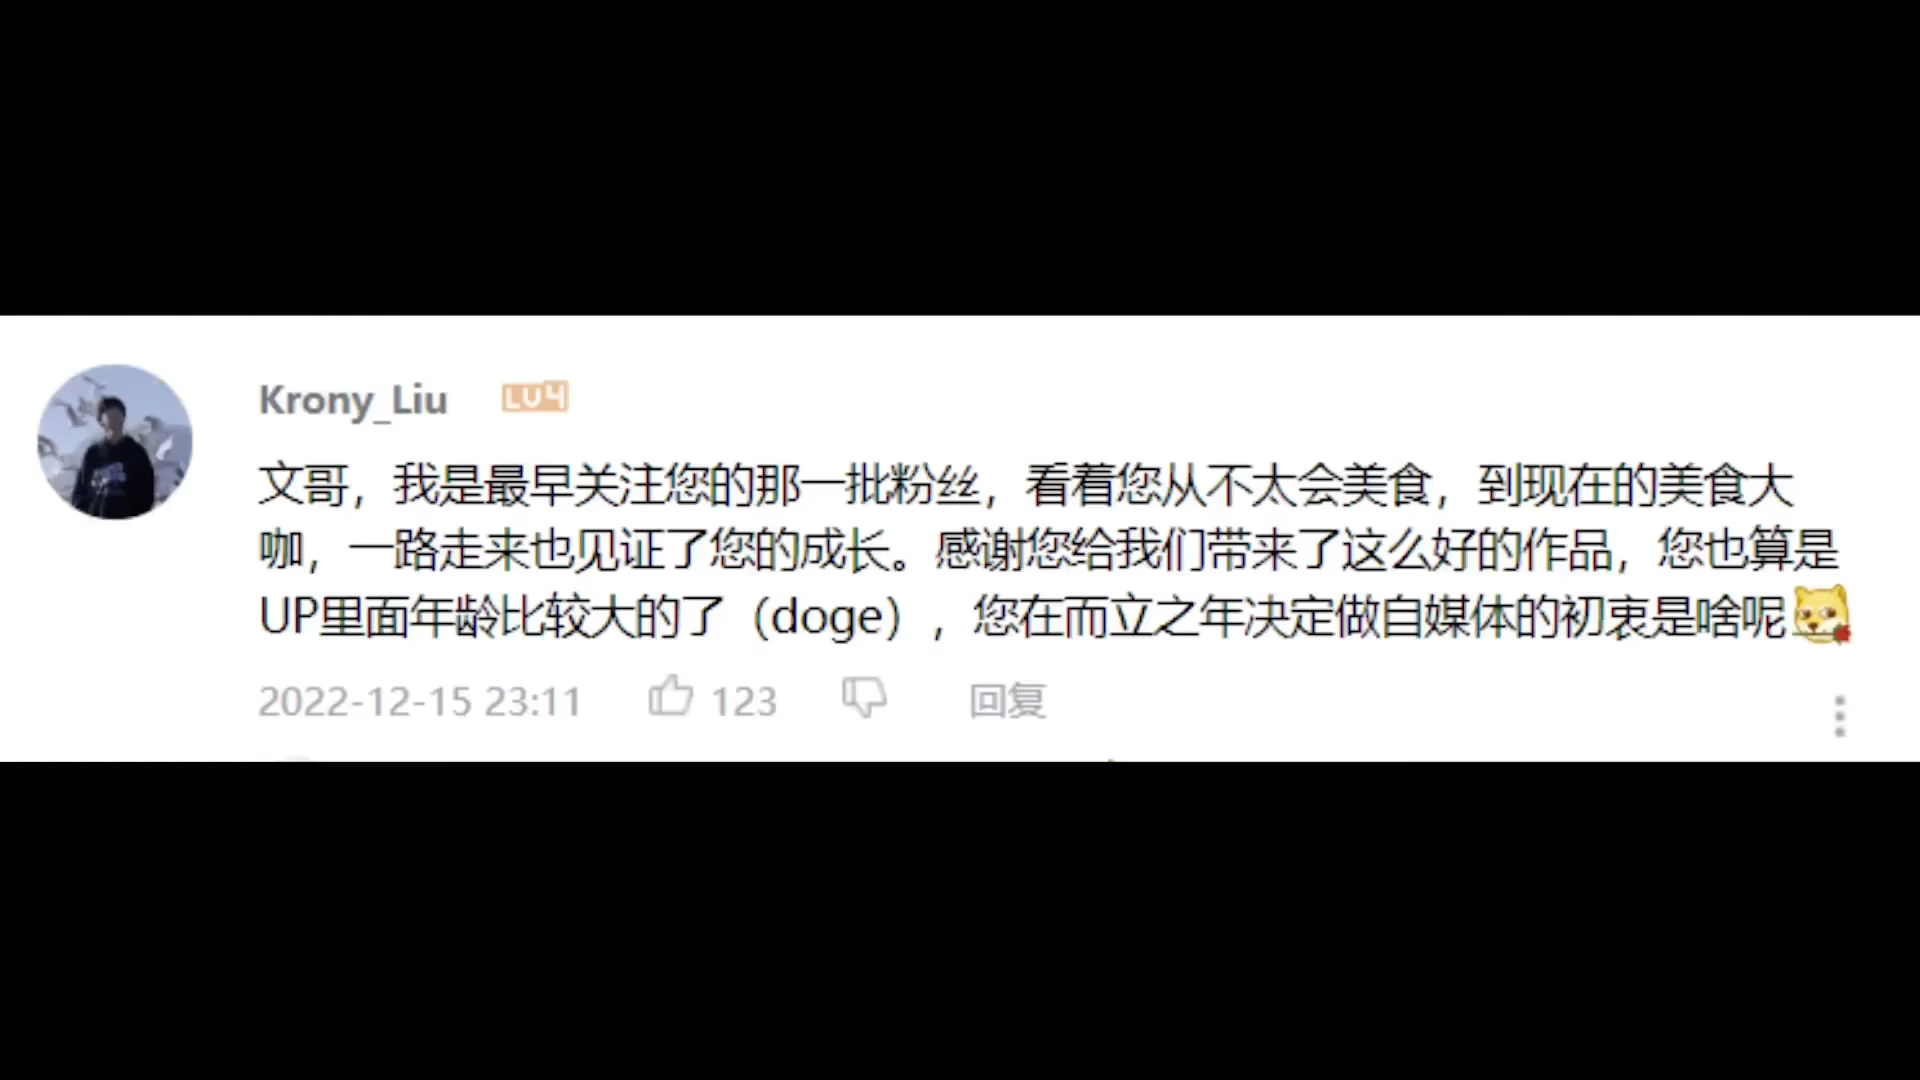 Krony_Liu LV4
文哥，我是最早关注您的那一批粉丝，看着您从不太会美食，到现在的美食大
咖，一路走来也见证了您的成长。感谢您给我们带来了这么好的作品，您也算是
UP里面年龄比较大的了（doge），您在而立之年决定做自媒体的初衷是啥呢
2022-12-15 23:11 123 回复